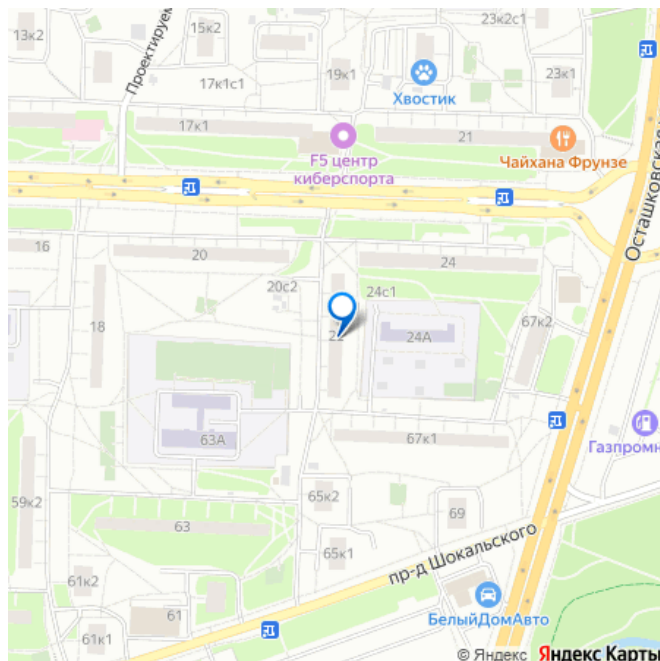 13к2
15к2
23к2с1
Проектируем
17к1с1
19к1
Хвостик
23к1
17к1
21
F5 центр
киберспорта
Чайхана Фрунзе
Осташковская
16
20
24
20с2
24с1
18
22
24А
67к2
63А
67к1
Газпромн
59к2
65к2
69
63
65к1
пр-д Шокальского
61к2
61
БелыйДомАвто
61к1
© Яндекс Яндекс Карты